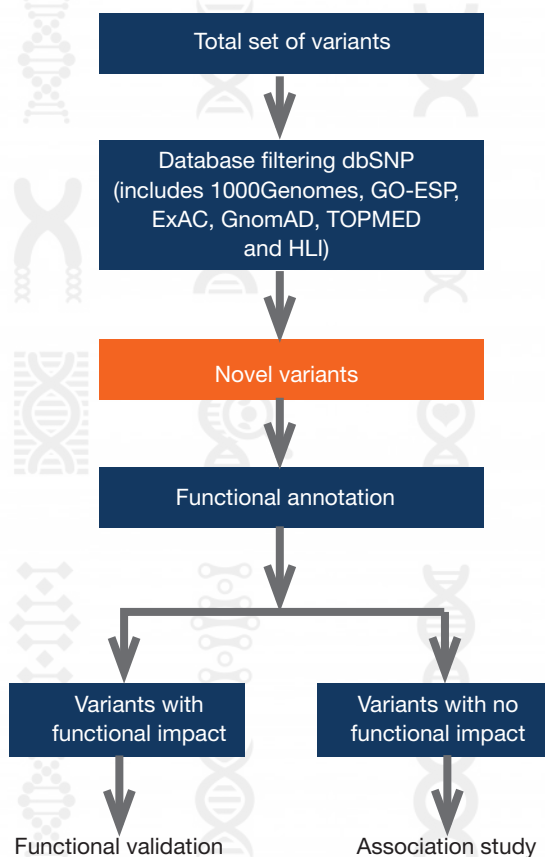 Total set of variants
Database filtering dbSNP
(includes 1000Genomes, GO-ESP,
ExAC, GnomAD, TOPMED
and HLI)
Novel variants
Functional annotation
Variants with
functional impact
Variants with no
functional impact
Functional validation
Association study